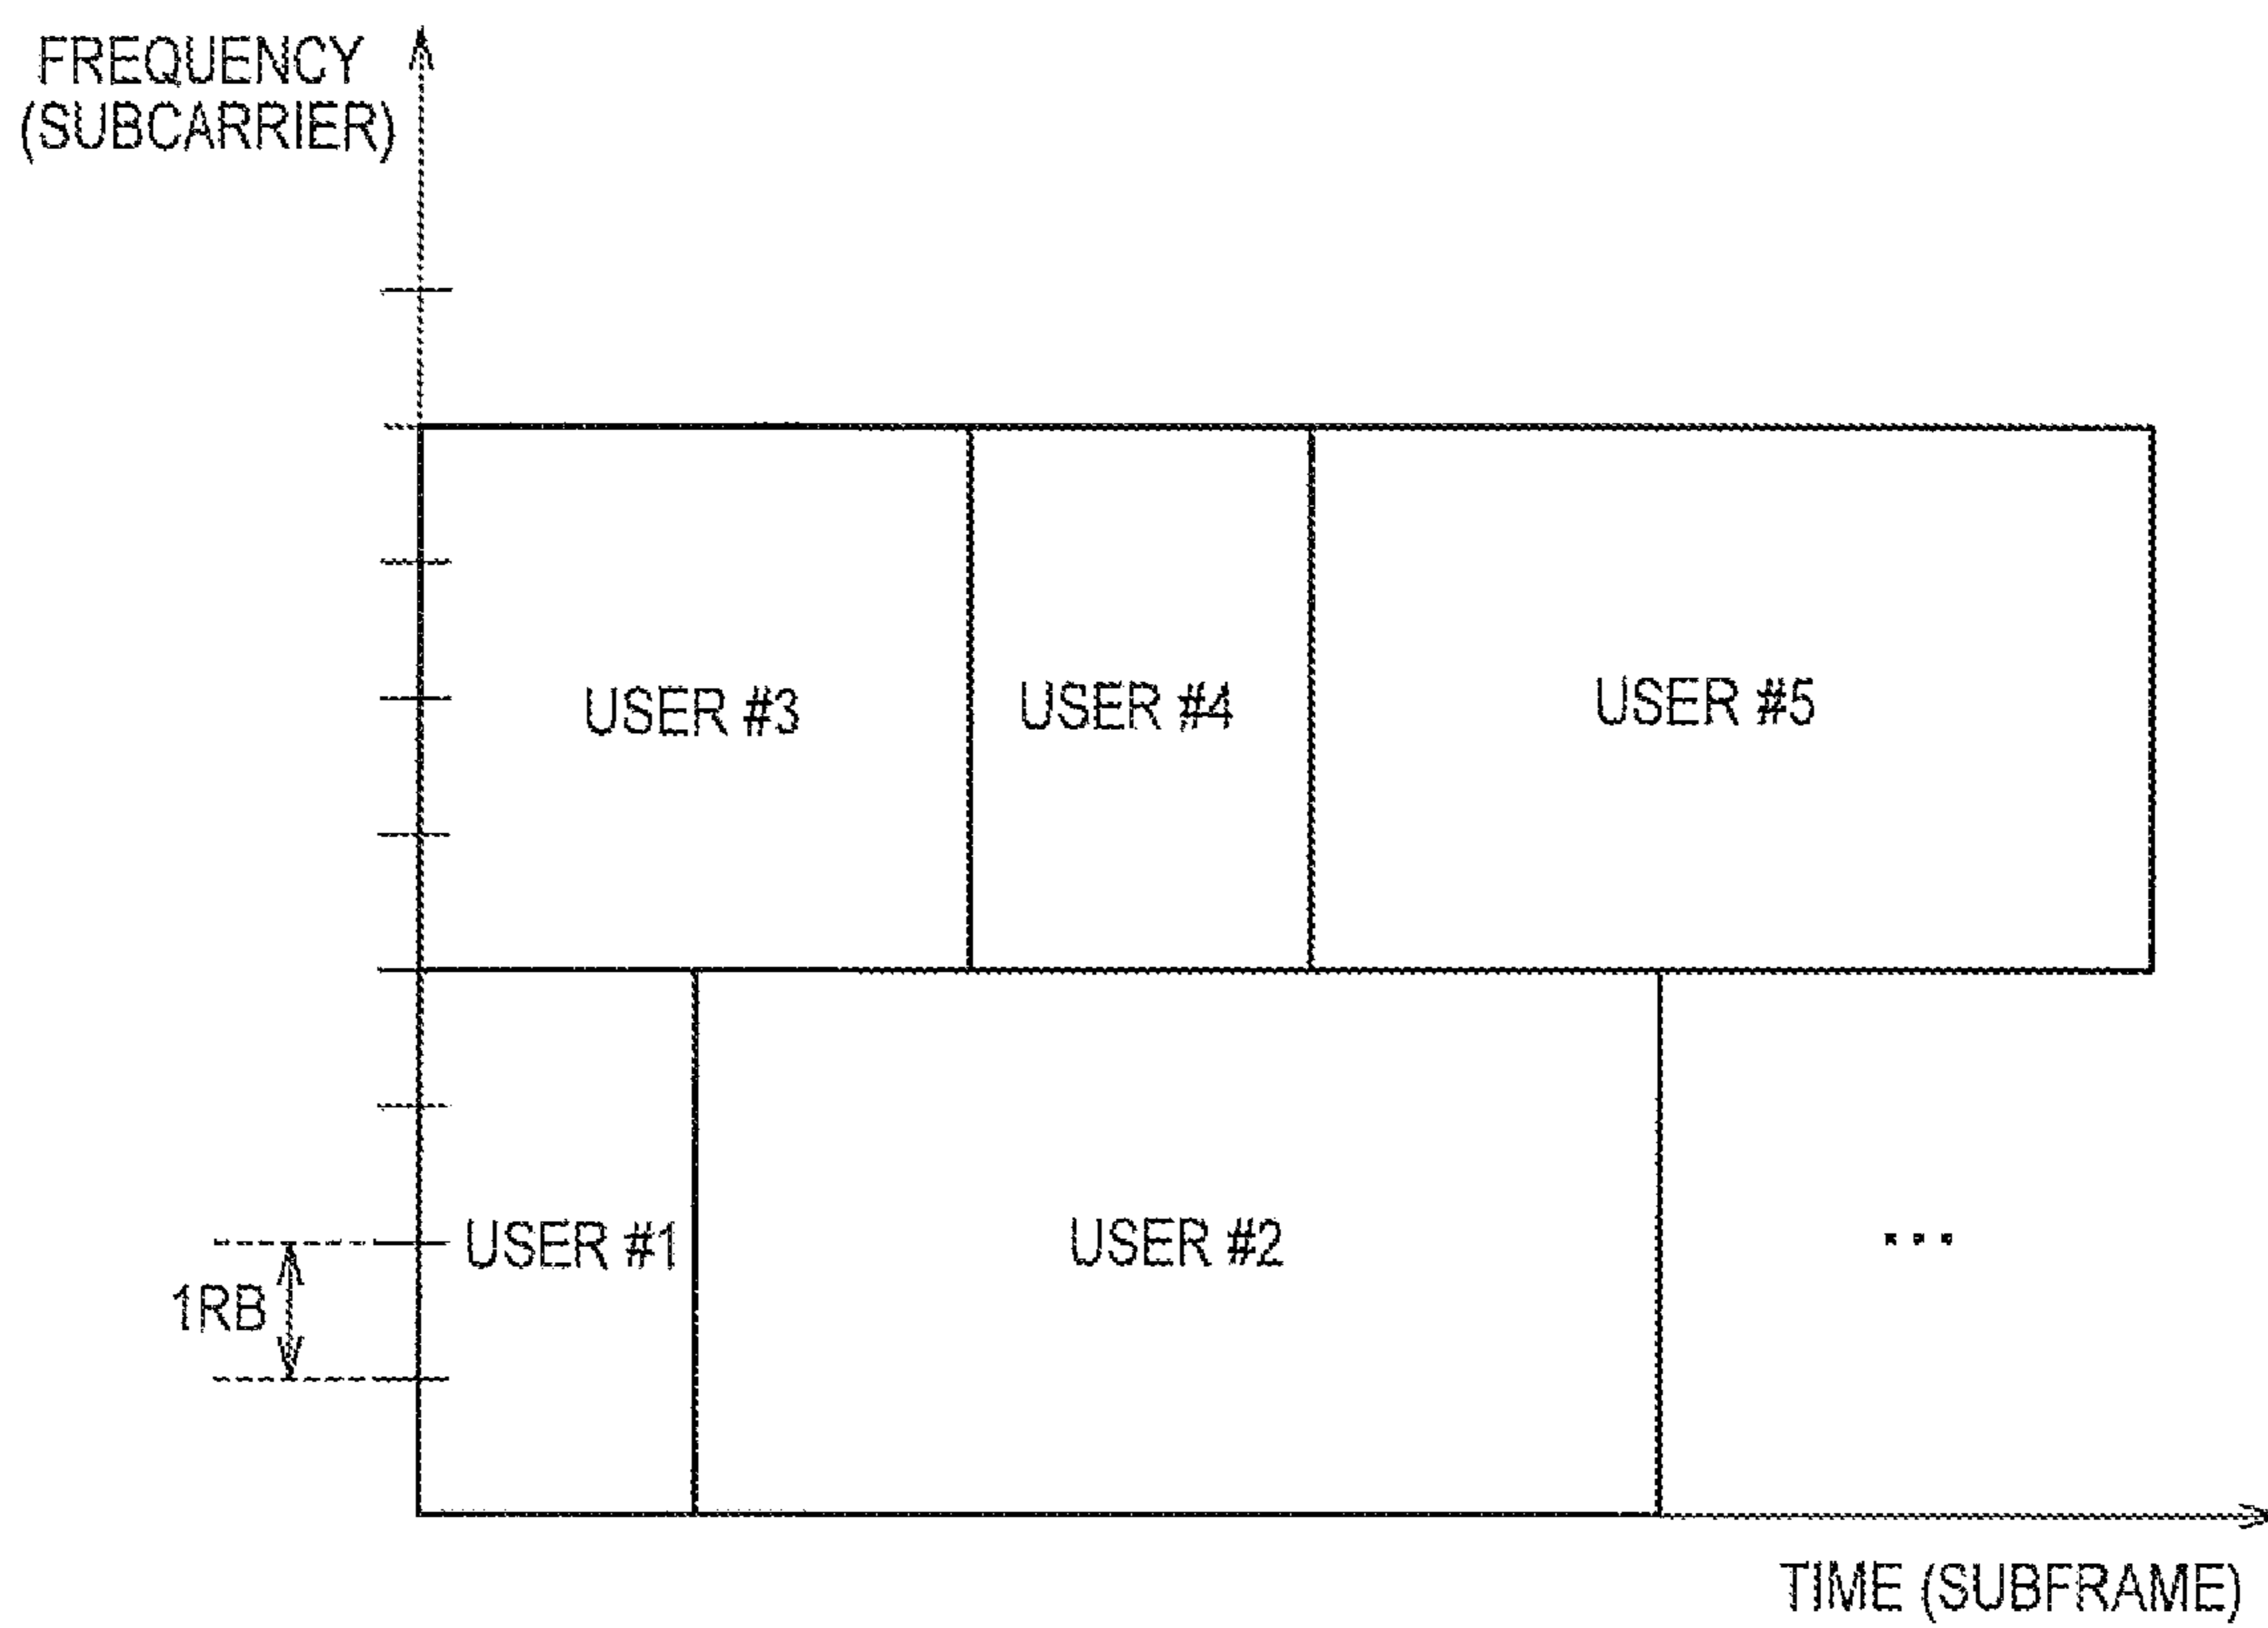 FREQUENCY
(SUBCARRIER)
USER #3
USER #4
USER #5
USER #1
USER #2
...
1RB
TIME (SUBFRAME)